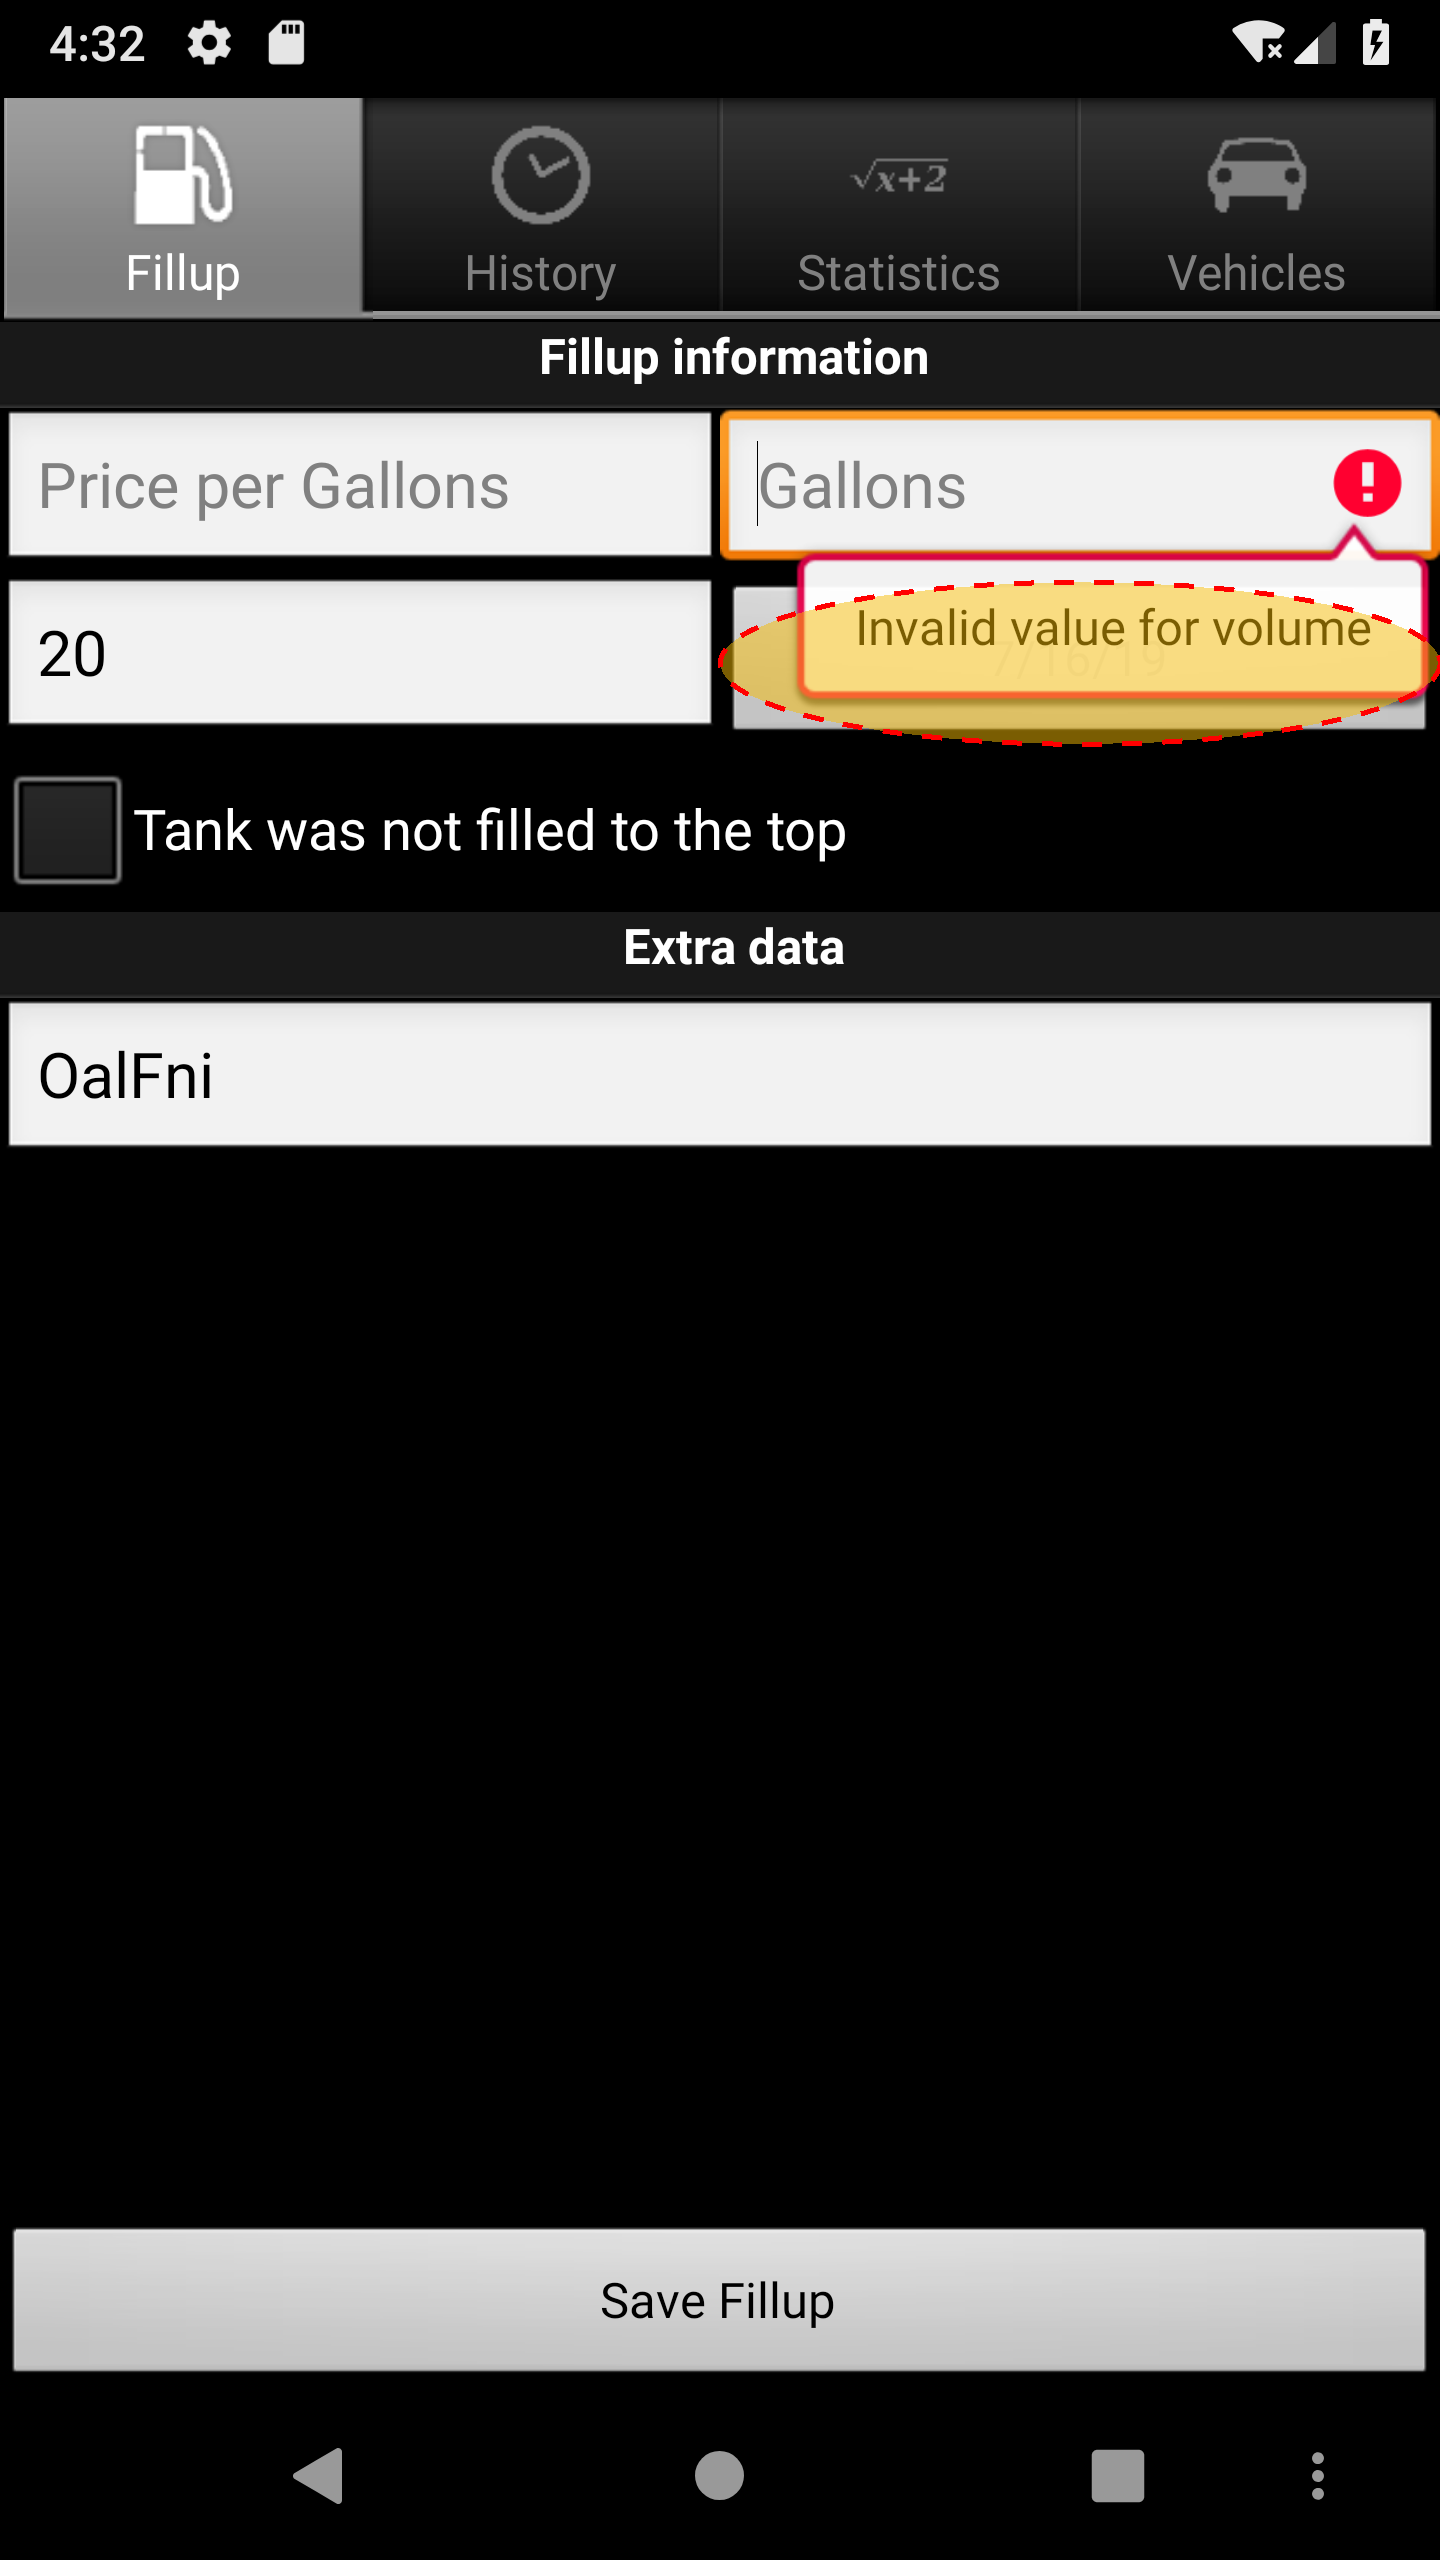 4:32
Fillup
History
√x+2
Statistics
Vehicles
Fillup information
Price per Gallons
Gallons
20
Invalid value for volume
7/16/19
Tank was not filled to the top
Extra data
OalFni
Save Fillup